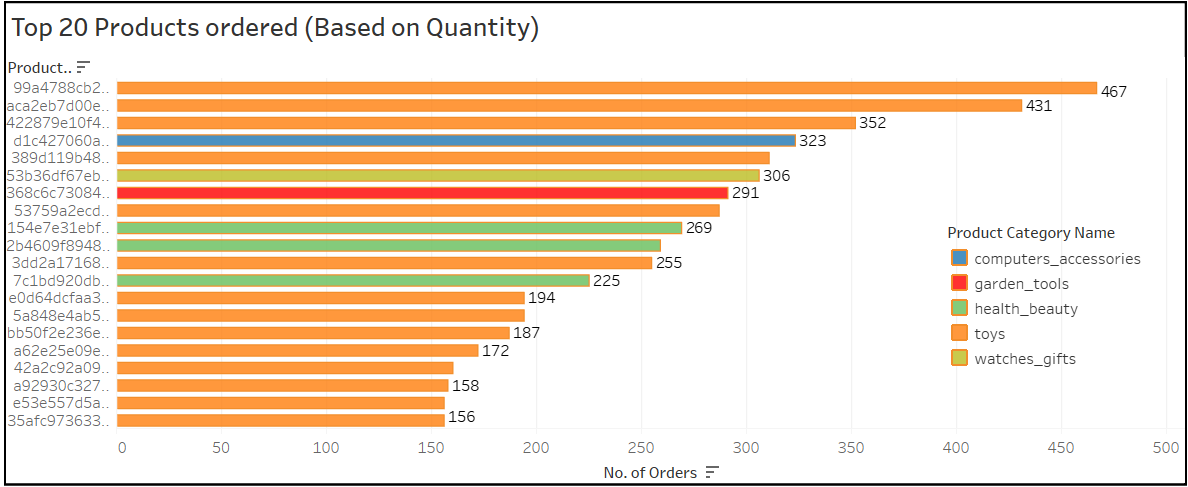 Top 20 Products ordered (Based on Quantity)
Product..
99a4788cb2.. 467
aca2eb7d00e.. 431
422879e10f4.. 352
d1c427060a.. 323
389d119b48..
53b36df67eb.. 306
368c6c73084.. 291
53759a2ecd..
154e7e31ebf.. 269
2b4609f8948..
3dd2a17168.. 255
7c1bd920db.. 225
e0d64dcfaa3.. 194
5a848e4ab5..
bb50f2e236e.. 187
a62e25e09e.. 172
42a2c92a09..
a92930c327.. 158
e53e557d5a..
35afc973633.. 156
Product Category Name
computers_accessories
garden_tools
health_beauty
toys
watches_gifts
0 50 100 150 200 250 300 350 400 450 500
No. of Orders